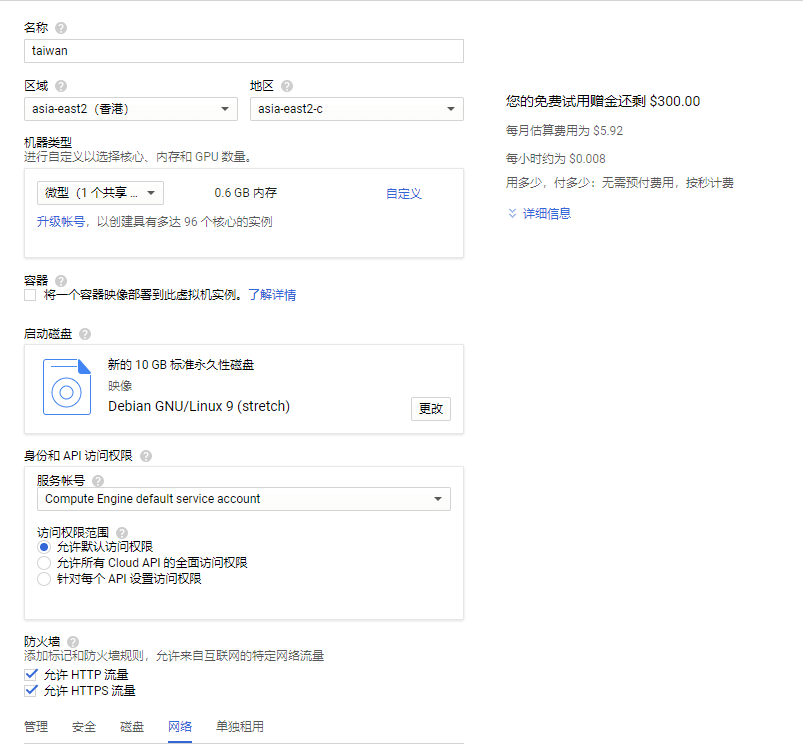 名称
taiwan
区域 地区
asia-east2（香港） asia-east2-c
机器类型
进行自定义以选择核心、内存和 GPU 数量。
微型（1 个共享 ... 0.6 GB 内存 自定义
升级帐号，以创建具有多达 96 个核心的实例
容器
将一个容器映像部署到此虚拟机实例。了解详情
启动磁盘
新的 10 GB 标准永久性磁盘
映像
Debian GNU/Linux 9 (stretch)
更改
身份和 API 访问权限
服务帐号
Compute Engine default service account
访问权限范围
允许默认访问权限
允许所有 Cloud API 的全面访问权限
针对每个 API 设置访问权限
防火墙
添加标记和防火墙规则，允许来自互联网的特定网络流量
允许 HTTP 流量
允许 HTTPS 流量
管理 安全 磁盘 网络 单独租用
您的免费试用赠金还剩 $300.00
每月估算费用为 $5.92
每小时约为 $0.008
用多少，付多少：无需预付费用，按秒计费
详细信息